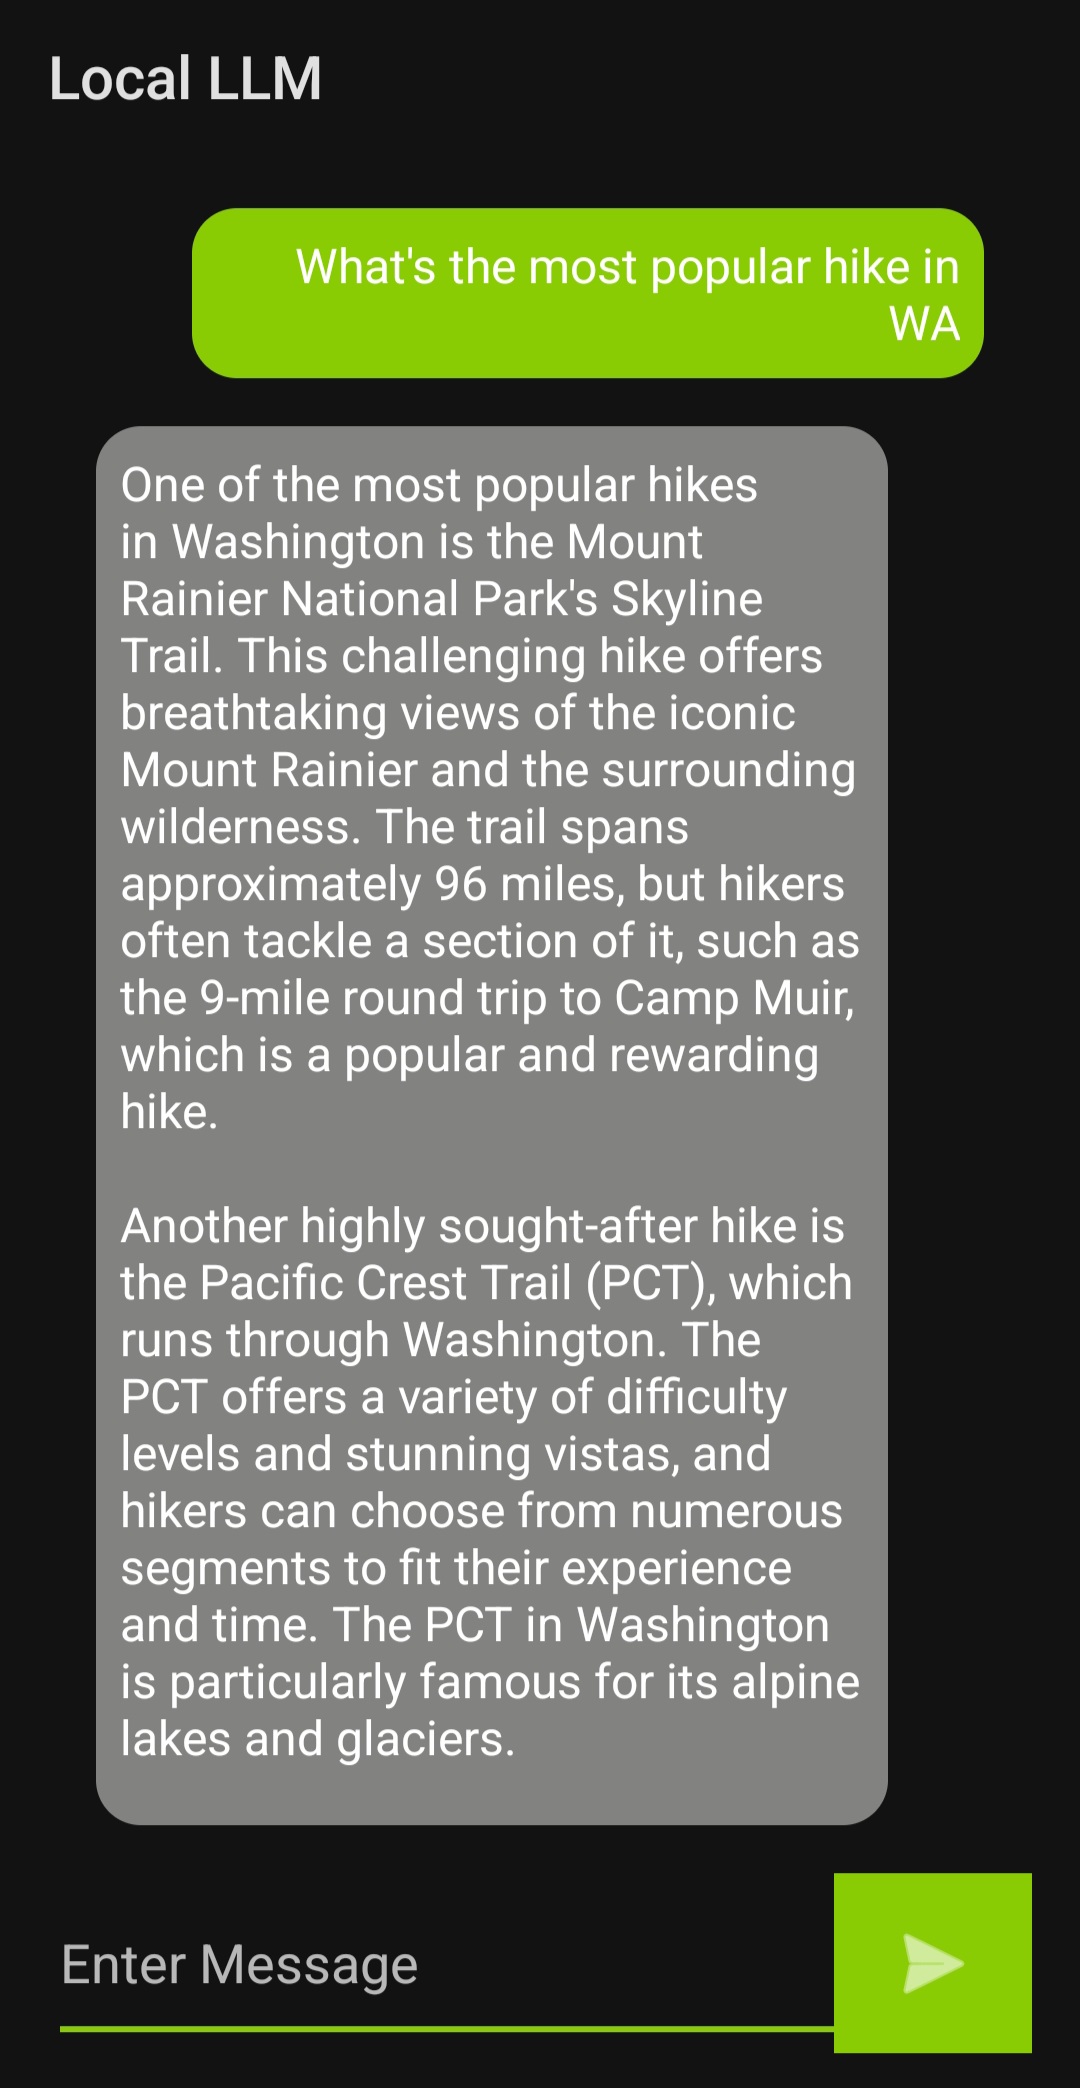 Local LLM
What's the most popular hike in
WA
One of the most popular hikes
in Washington is the Mount
Rainier National Park's Skyline
Trail. This challenging hike offers
breathtaking views of the iconic
Mount Rainier and the surrounding
wilderness. The trail spans
approximately 96 miles, but hikers
often tackle a section of it, such as
the 9-mile round trip to Camp Muir,
which is a popular and rewarding
hike.
Another highly sought-after hike is
the Pacific Crest Trail (PCT), which
runs through Washington. The
PCT offers a variety of difficulty
levels and stunning vistas, and
hikers can choose from numerous
segments to fit their experience
and time. The PCT in Washington
is particularly famous for its alpine
lakes and glaciers.
Enter Message